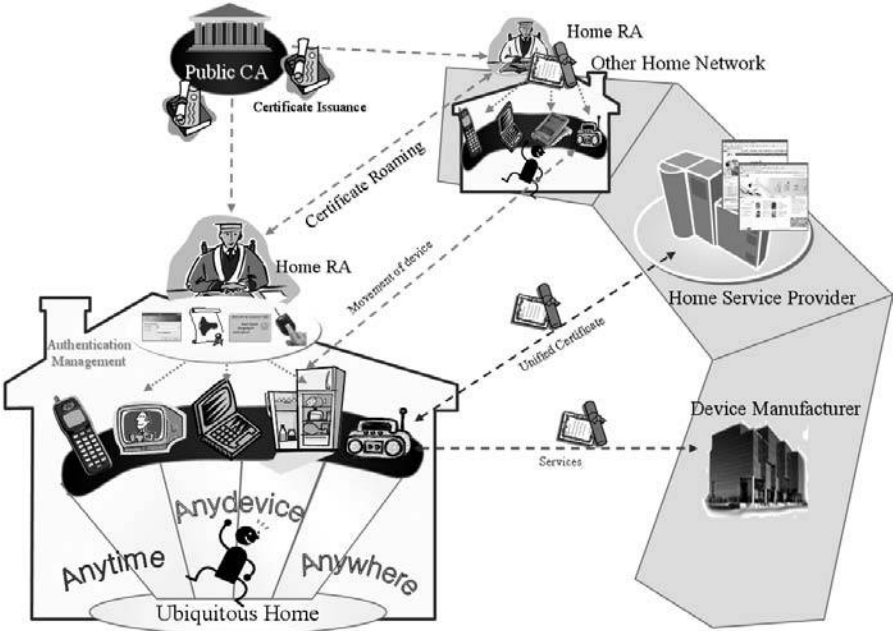 Home RA
Public CA
Other Home Network
Certificate Issuance
Certificate Roaming
Home RA
Movement of device
Home Service Provider
Authentication
Management
Unified Certificate
Device Manufacturer
Services
Anydevice
Anytime
Anywhere
Ubiquitous Home